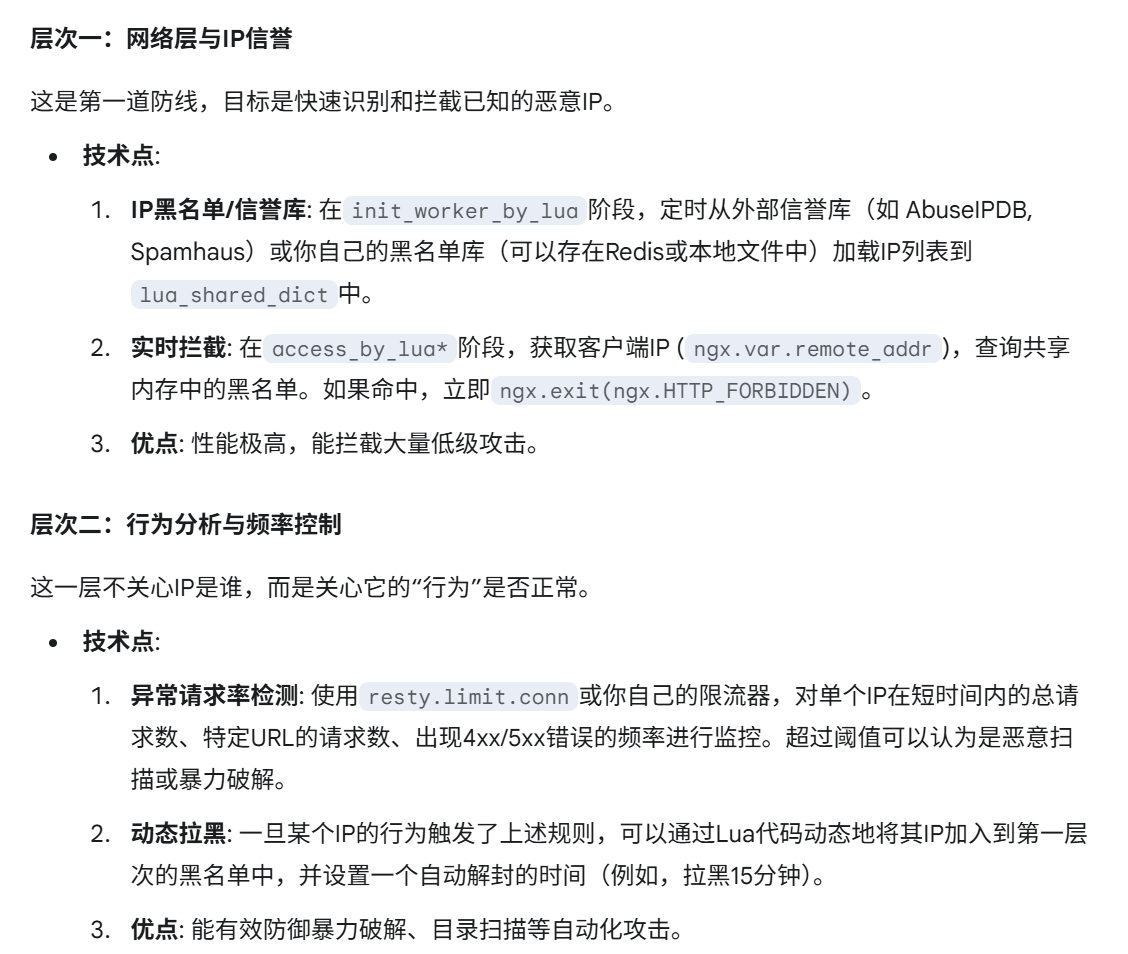 层次一：网络层与IP信誉
这是第一道防线，目标是快速识别和拦截已知的恶意IP。
• 技术点:
1. IP黑名单/信誉库: 在 init_worker_by_lua 阶段，定时从外部信誉库（如 AbuseIPDB,
Spamhaus）或你自己的黑名单库（可以存在Redis或本地文件中）加载IP列表到
lua_shared_dict 中。
2. 实时拦截: 在 access_by_lua* 阶段，获取客户端IP ( ngx.var.remote_addr )，查询共享
内存中的黑名单。如果命中，立即 ngx.exit(ngx.HTTP_FORBIDDEN) 。
3. 优点: 性能极高，能拦截大量低级攻击。
层次二：行为分析与频率控制
这一层不关心IP是谁，而是关心它的“行为”是否正常。
• 技术点:
1. 异常请求率检测: 使用 resty.limit.conn 或你自己的限流器，对单个IP在短时间内的总请
求数、特定URL的请求数、出现4xx/5xx错误的频率进行监控。超过阈值可以认为是恶意扫
描或暴力破解。
2. 动态拉黑: 一旦某个IP的行为触发了上述规则，可以通过Lua代码动态地将其IP加入到第一层
次的黑名单中，并设置一个自动解封的时间（例如，拉黑15分钟）。
3. 优点: 能有效防御暴力破解、目录扫描等自动化攻击。